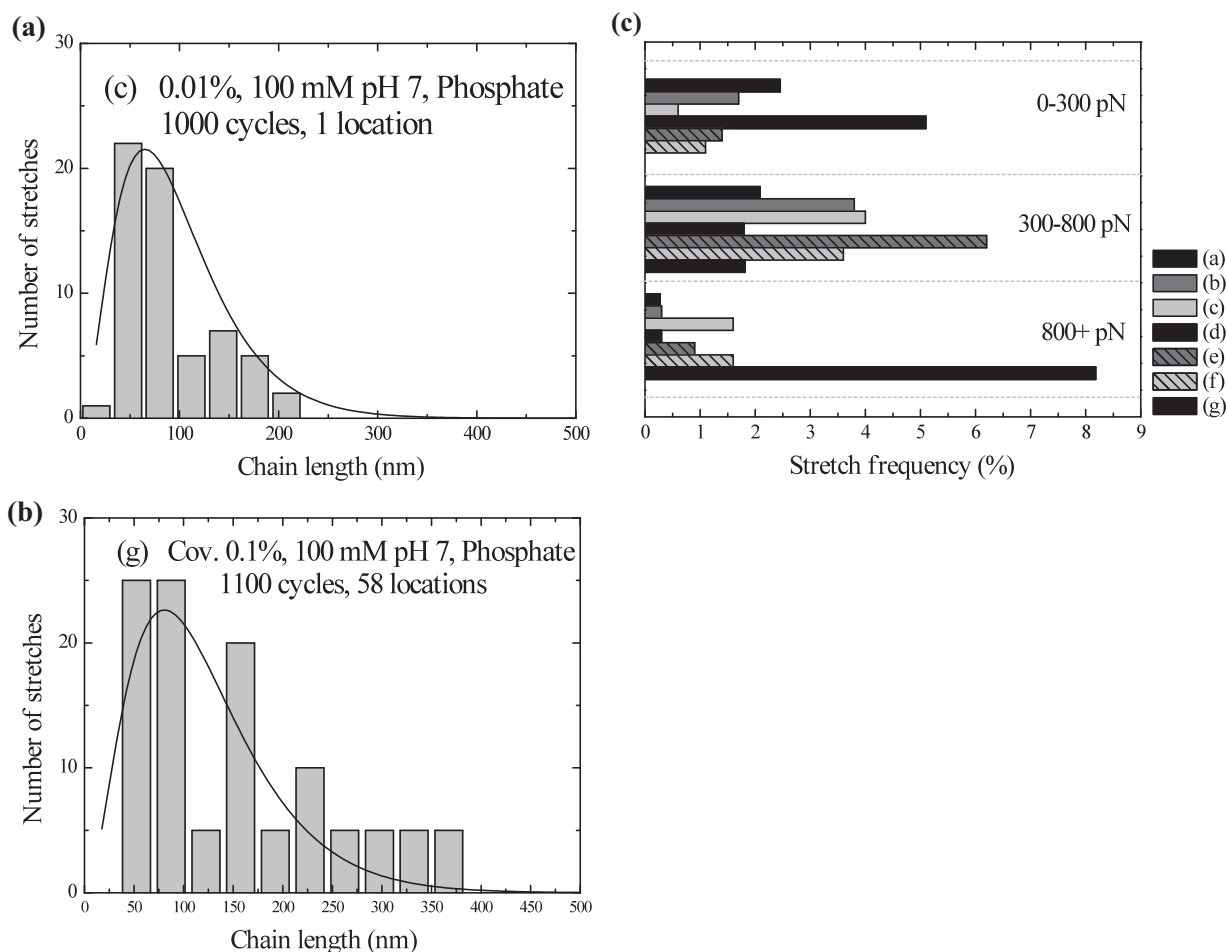 (a)
30
20
10
0
Number of stretches
(c) 0.01%, 100 mM pH 7, Phosphate
1000 cycles, 1 location
0 100 200 300 400 500
Chain length (nm)
(b)
30
20
10
0
Number of stretches
(g) Cov. 0.1%, 100 mM pH 7, Phosphate
1100 cycles, 58 locations
0 50 100 150 200 250 300 350 400 450 500
Chain length (nm)
(c)
0-300 pN
300-800 pN
800+ pN
0 1 2 3 4 5 6 7 8 9
Stretch frequency (%)
(a)
(b)
(c)
(d)
(e)
(f)
(g)